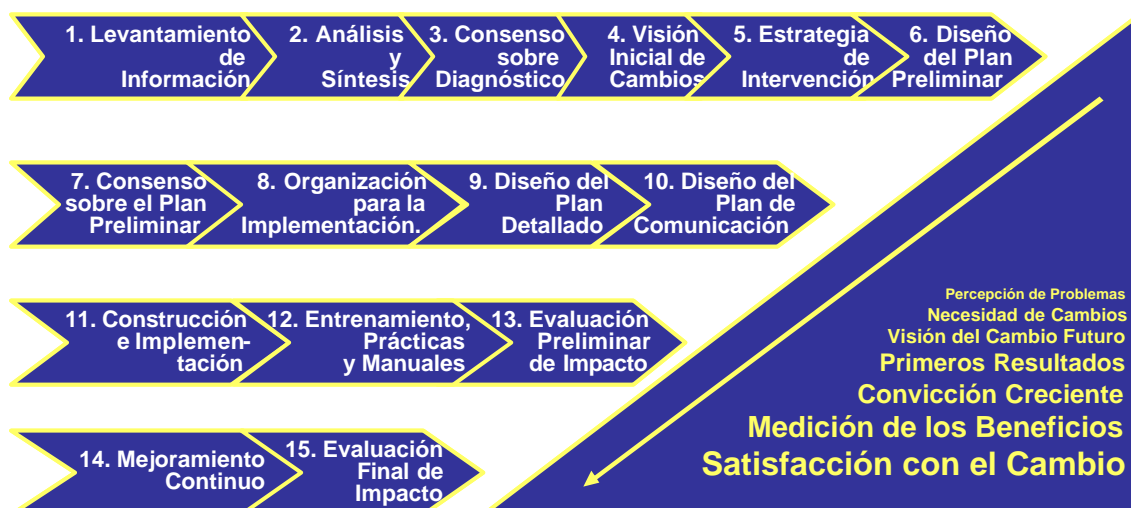 1. Levantamiento
de
Información
2. Análisis
y
Síntesis
3. Consenso
sobre
Diagnóstico
4. Visión
Inicial de
Cambios
5. Estrategia
de
Intervención
6. Diseño
del Plan
Preliminar
7. Consenso
sobre el Plan
Preliminar
8. Organización
para la
Implementación.
9. Diseño del
Plan
Detallado
10. Diseño del
Plan de
Comunicación
11. Construcción
e Implemen-
tación
12. Entrenamiento,
Prácticas
y Manuales
13. Evaluación
Preliminar
de Impacto
14. Mejoramiento
Continuo
15. Evaluación
Final de
Impacto
Percepción de Problemas
Necesidad de Cambios
Visión del Cambio Futuro
Primeros Resultados
Convicción Creciente
Medición de los Beneficios
Satisfacción con el Cambio